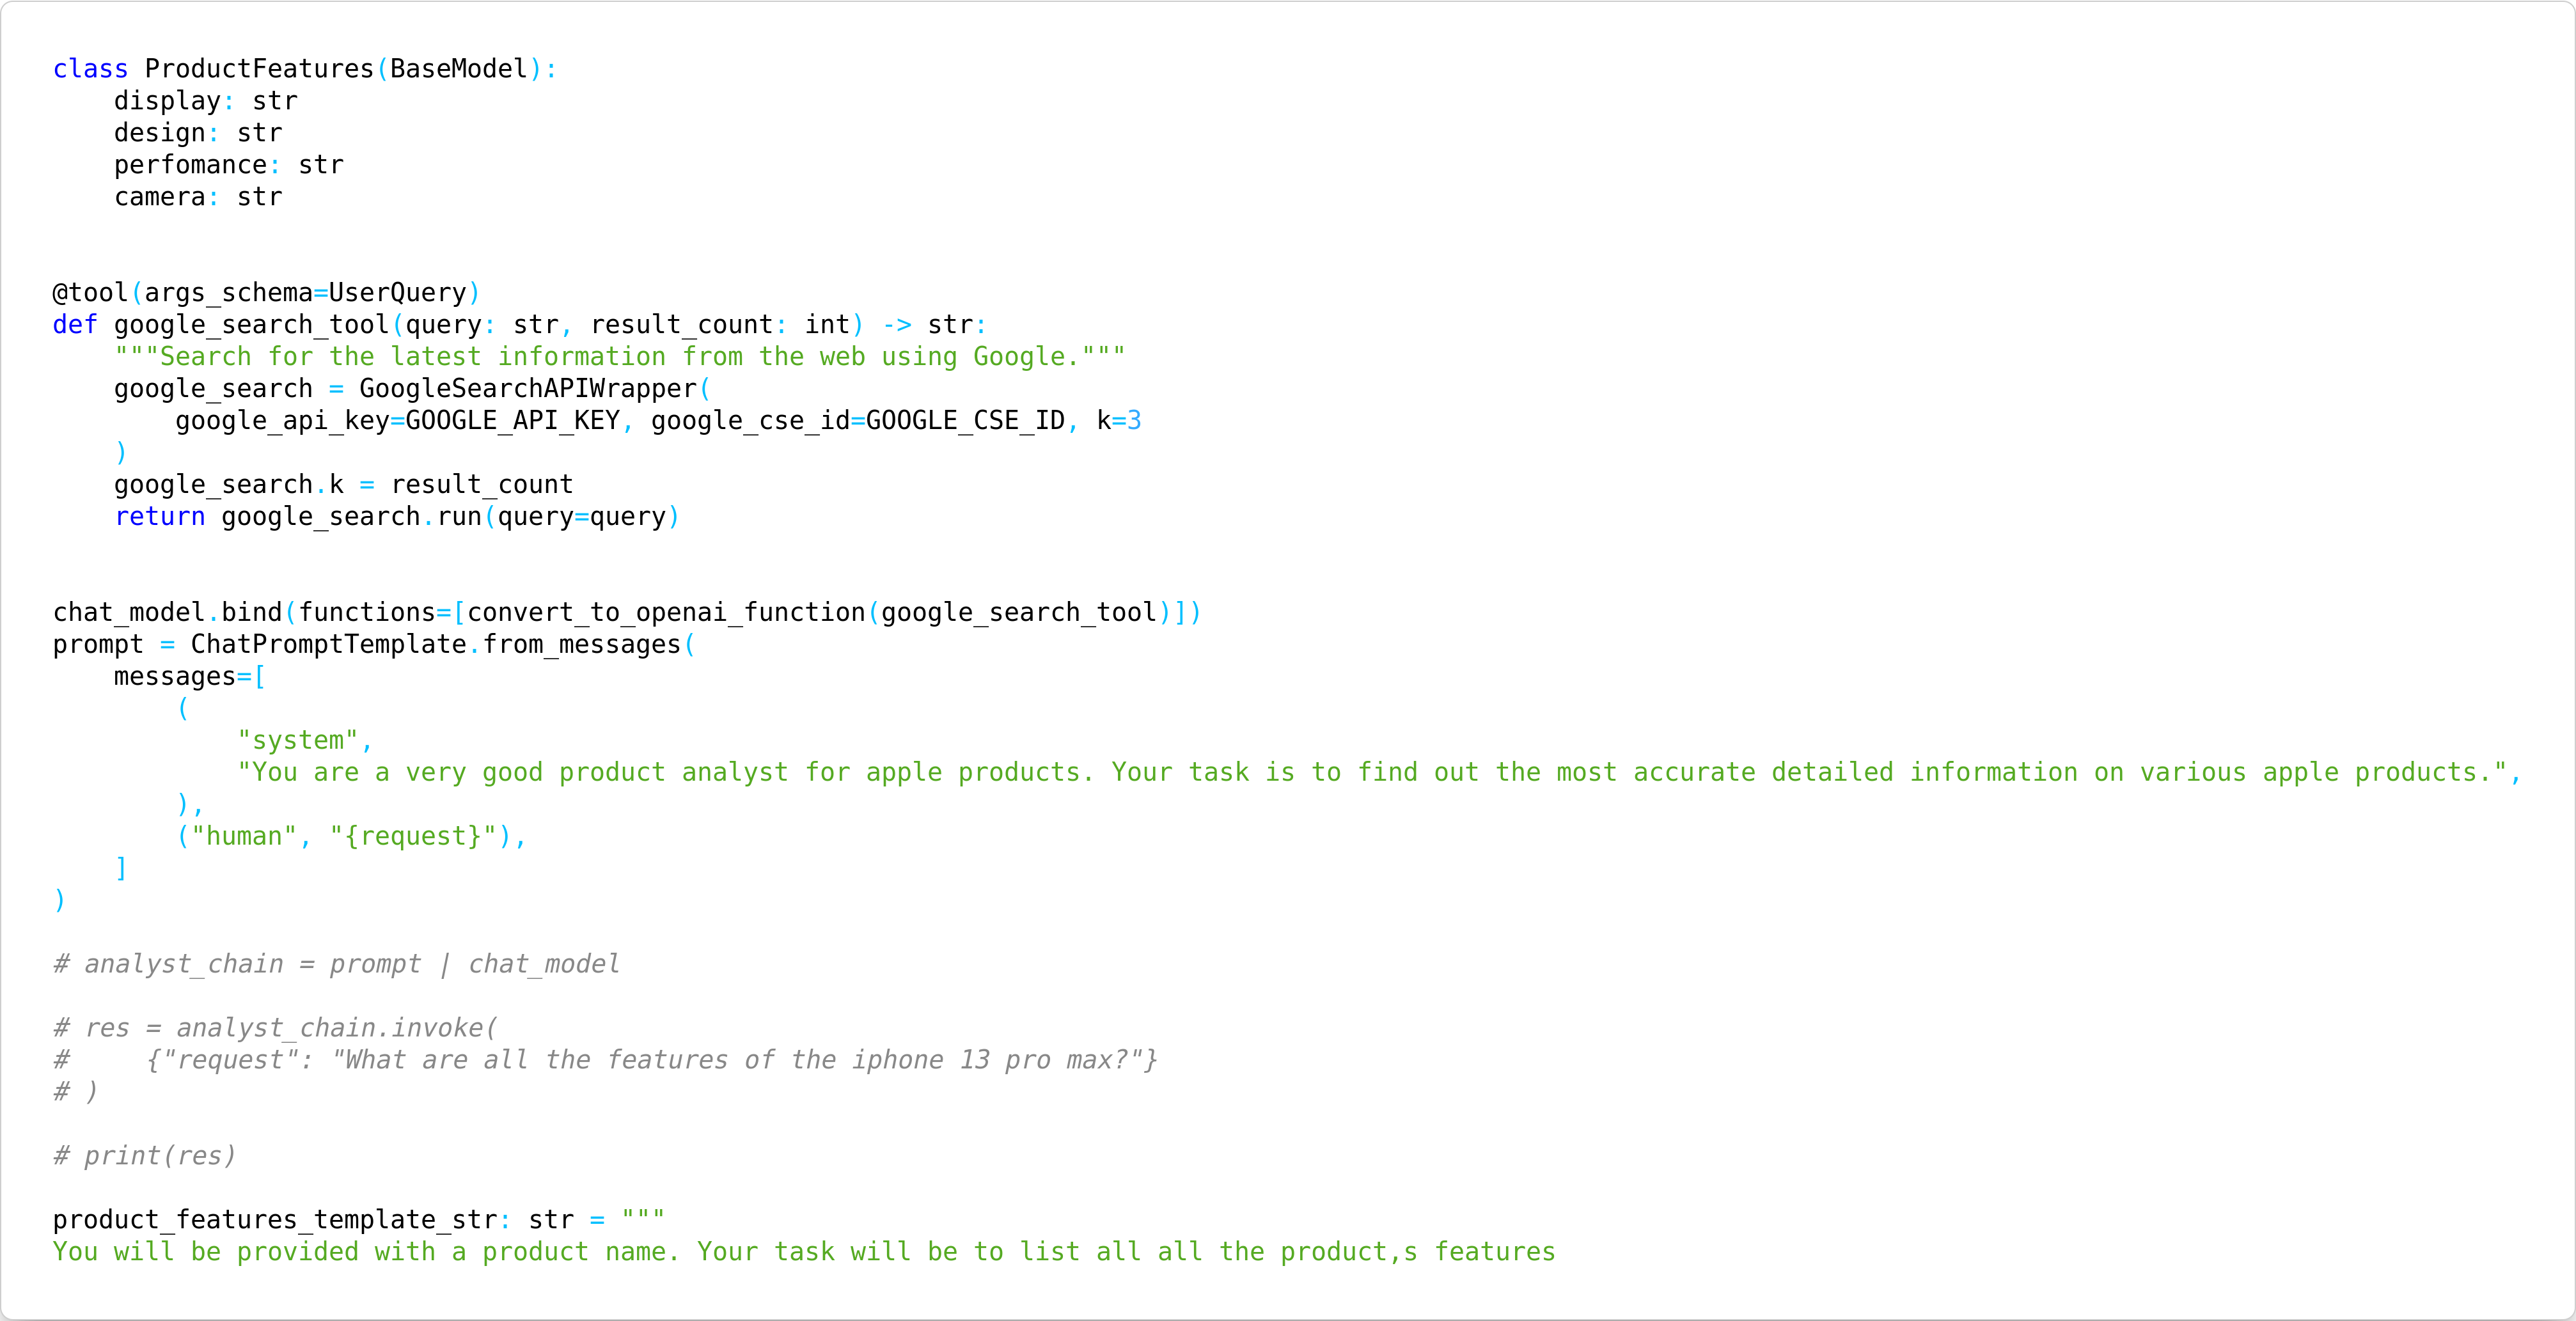 class ProductFeatures(BaseModel):
    display: str
    design: str
    perfomance: str
    camera: str
@tool(args_schema=UserQuery)
def google_search_tool(query: str, result_count: int) -> str:
    """Search for the latest information from the web using Google."""
    google_search = GoogleSearchAPIWrapper(
        google_api_key=GOOGLE_API_KEY, google_cse_id=GOOGLE_CSE_ID, k=3
    )
    google_search.k = result_count
    return google_search.run(query=query)
chat_model.bind(functions=[convert_to_openai_function(google_search_tool)])
prompt = ChatPromptTemplate.from_messages(
    messages=[
        (
            "system",
            "You are a very good product analyst for apple products. Your task is to find out the most accurate detailed information on various apple products.",
        ),
        ("human", "{request}"),
    ]
)
# analyst_chain = prompt | chat_model
# res = analyst_chain.invoke(
#     {"request": "What are all the features of the iphone 13 pro max?"}
# )
# print(res)
product_features_template_str: str = """
You will be provided with a product name. Your task will be to list all all the product,s features